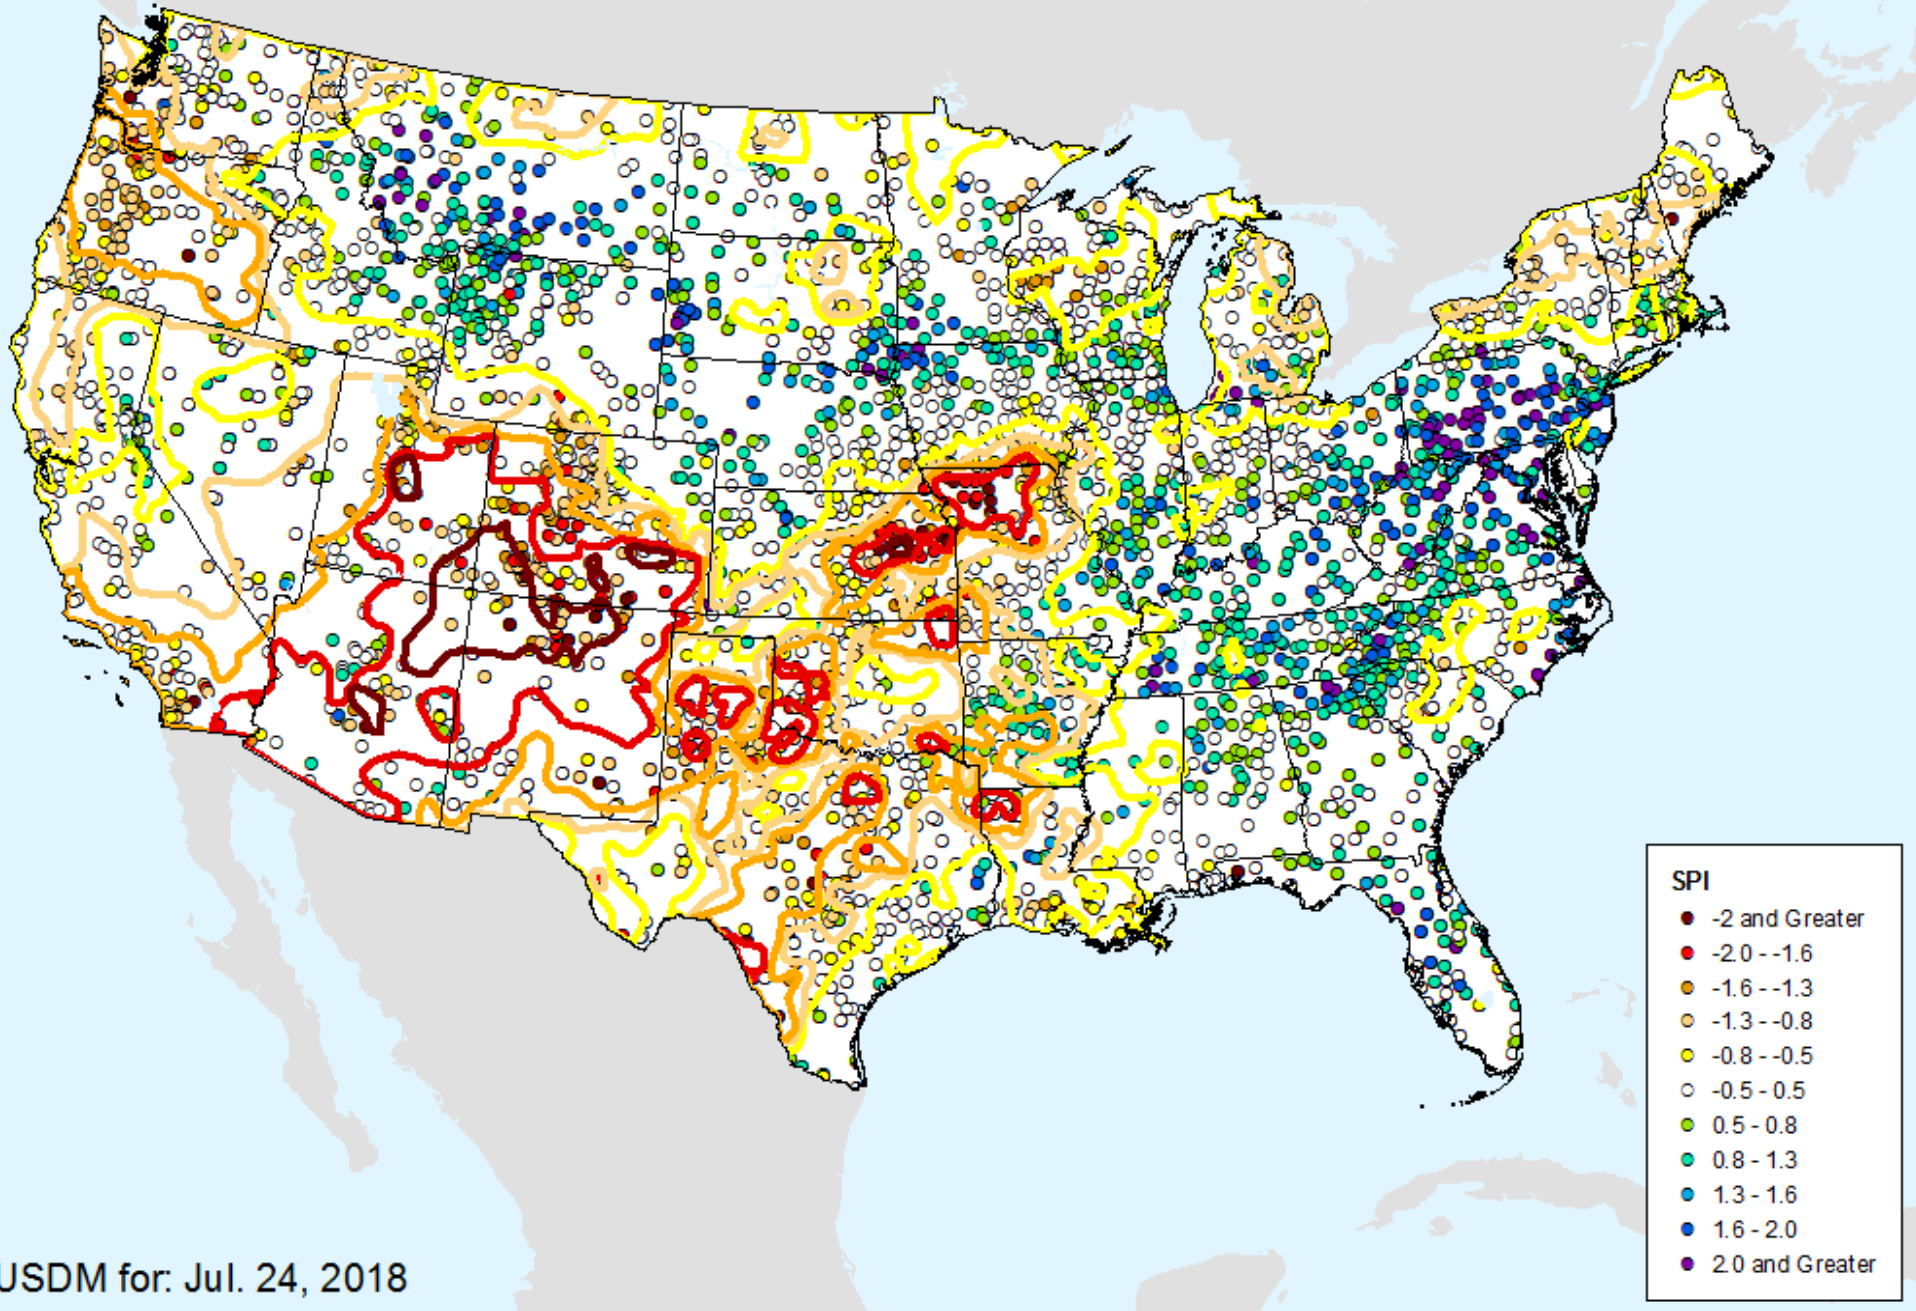 SPI
-2 and Greater
-2.0 - -1.6
-1.6 - -1.3
-1.3 - -0.8
-0.8 - -0.5
-0.5 - 0.5
0.5 - 0.8
0.8 - 1.3
1.3 - 1.6
1.6 - 2.0
2.0 and Greater
USDM for: Jul. 24, 2018